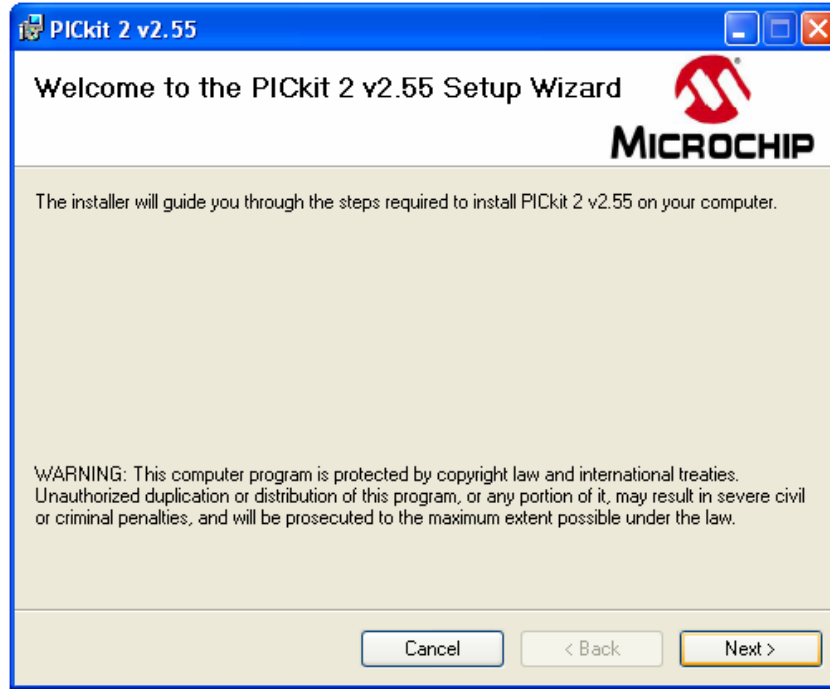 PICkit 2 v2.55
Welcome to the PICkit 2 v2.55 Setup Wizard
MICROCHIP
The installer will guide you through the steps required to install PICkit 2 v2.55 on your computer.
WARNING: This computer program is protected by copyright law and international treaties.
Unauthorized duplication or distribution of this program, or any portion of it, may result in severe civil
or criminal penalties, and will be prosecuted to the maximum extent possible under the law.
Cancel < Back Next >